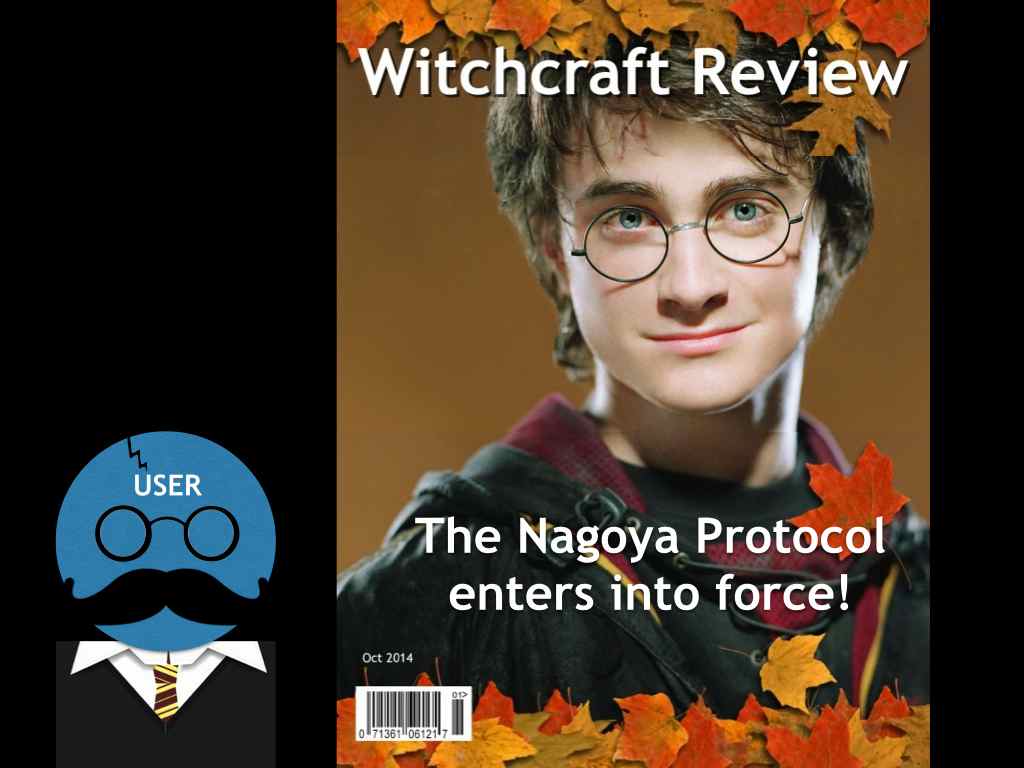 Witchcraft Review
USER
The Nagoya Protocol
enters into force!
Oct 2014
01>
0 71361 06121 7